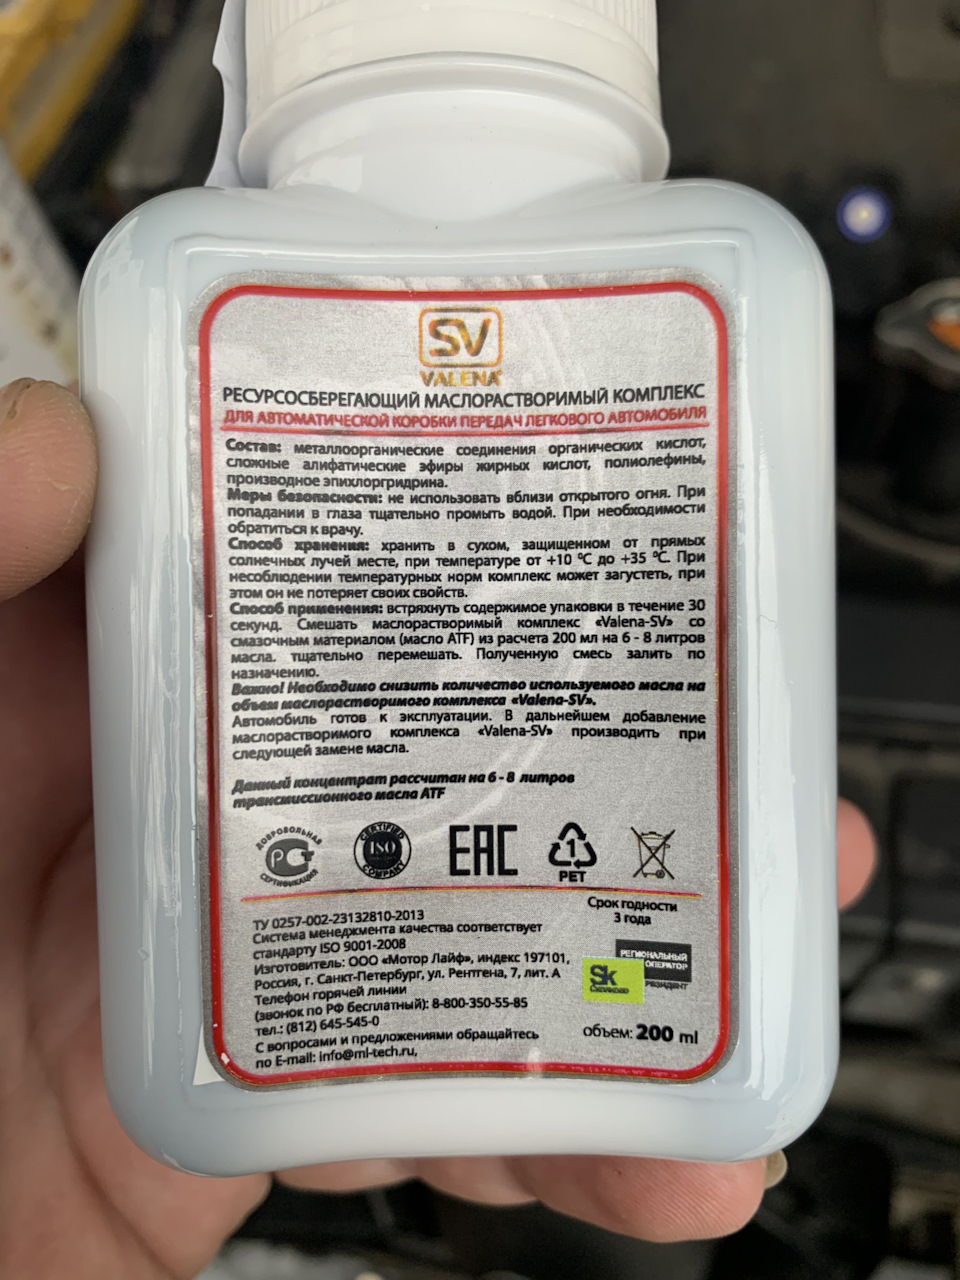 SV
VALENA
РЕСУРСОСБЕРЕГАЮЩИЙ МАСЛОРАСТВОРИМЫЙ КОМПЛЕКС
ДЛЯ АВТОМАТИЧЕСКОЙ КОРОБКИ ПЕРЕДАЧ ЛЕГКОВОГО АВТОМОБИЛЯ
Состав: металлоорганические соединения органических кислот,
сложные алифатические эфиры жирных кислот, полиолефины,
производное эпихлоргридрина.
Меры безопасности: не использовать вблизи открытого огня. При
попадании в глаза тщательно промыть водой. При необходимости
обратиться к врачу.
Способ хранения: хранить в сухом, защищенном от прямых
солнечных лучей месте, при температуре от +10 °C до +35 °C. При
несоблюдении температурных норм комплекс может загустеть, при
этом он не потеряет своих свойств.
Способ применения: встряхнуть содержимое упаковки в течение 30
секунд. Смешать маслорастворимый комплекс «Valena-SV» со
смазочным материалом (масло ATF) из расчета 200 мл на 6 - 8 литров
масла. тщательно перемешать. Полученную смесь залить по
назначению.
Важно! Необходимо снизить количество используемого масла на
объем маслорастворимого комплекса «Valena-SV».
Автомобиль готов к эксплуатации. В дальнейшем добавление
маслорастворимого комплекса «Valena-SV» производить при
следующей замене масла.
Данный концентрат рассчитан на 6 - 8 литров
трансмиссионного масла ATF
ДОБРОВОЛЬНАЯ
РСТ
СЕРТИФИКАЦИЯ
CERTIFIED
ISO
COMPANY
EAC
1
PET
ТУ 0257-002-23132810-2013
Система менеджмента качества соответствует
стандарту ISO 9001-2008
Изготовитель: ООО «Мотор Лайф», индекс 197101,
Россия, г. Санкт-Петербург, ул. Рентгена, 7, лит. А
Телефон горячей линии
(звонок по РФ бесплатный): 8-800-350-55-85
тел.: (812) 645-545-0
С вопросами и предложениями обращайтесь
по E-mail: info@ml-tech.ru,
Срок годности
3 года
РЕГИОНАЛЬНЫЙ
ОПЕРАТОР
Sk
Сколково
РЕЗИДЕНТ
объем: 200 ml